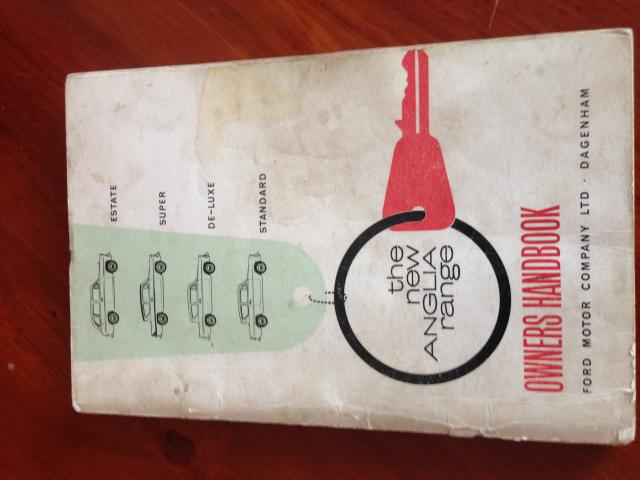 ESTATE
SUPER
DE-LUXE
STANDARD
the
new
ANGLIA
range
OWNERS HANDBOOK
FORD MOTOR COMPANY LTD · DAGENHAM